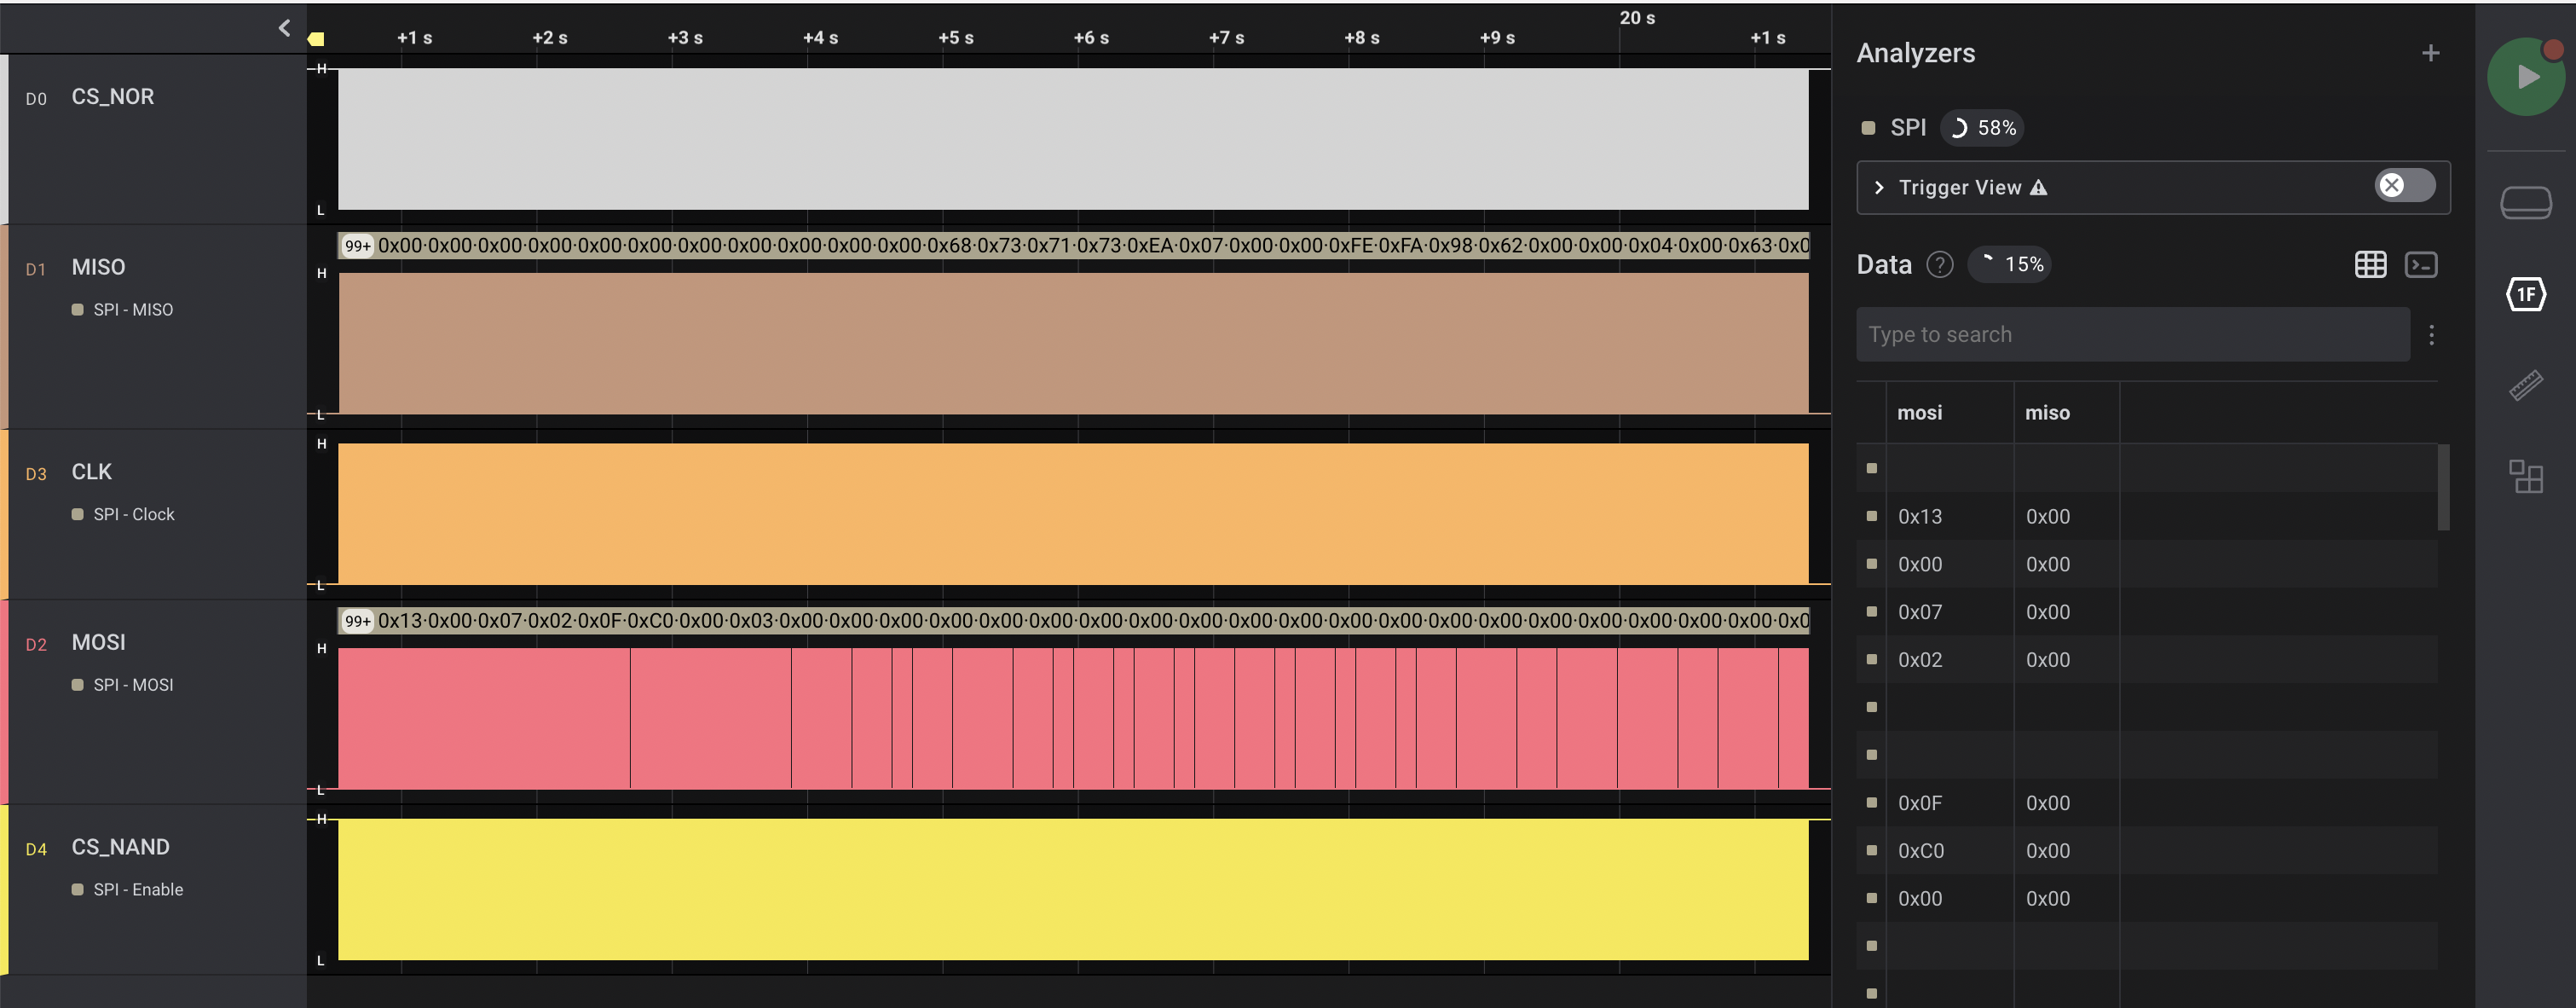 20 s
+1 s +2 s +3 s +4 s +5 s +6 s +7 s +8 s +9 s +1 s
D0 CS_NOR
H
L
99+ 0x00·0x00·0x00·0x00·0x00·0x00·0x00·0x00·0x00·0x00·0x00·0x68·0x73·0x71·0x73·0xEA·0x07·0x00·0x00·0xFE·0xFA·0x98·0x62·0x00·0x00·0x04·0x00·0x63·0x0
D1 MISO
H
SPI - MISO
L
D3 CLK
H
SPI - Clock
L
99+ 0x13·0x00·0x07·0x02·0x0F·0xC0·0x00·0x03·0x00·0x00·0x00·0x00·0x00·0x00·0x00·0x00·0x00·0x00·0x00·0x00·0x00·0x00·0x00·0x00·0x00·0x00·0x00·0x00·0x0
D2 MOSI
H
SPI - MOSI
L
D4 CS_NAND
H
SPI - Enable
L
Analyzers
SPI 58%
Trigger View
Data ? 15%
Type to search
mosi miso
0x13 0x00
0x00 0x00
0x07 0x00
0x02 0x00
0x0F 0x00
0xC0 0x00
0x00 0x00
1F